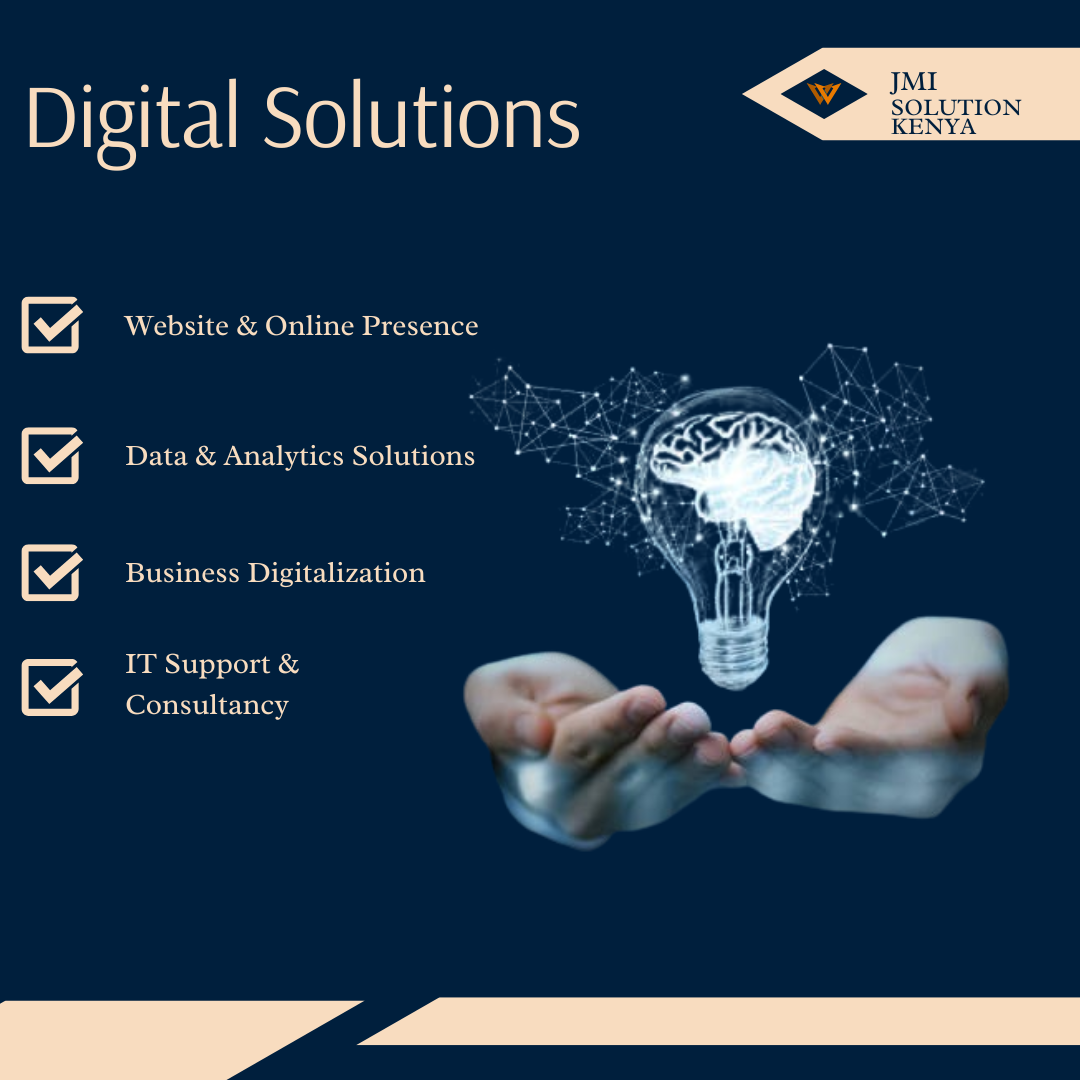 Digital Solutions
JMI
SOLUTION
KENYA
Website & Online Presence
Data & Analytics Solutions
Business Digitalization
IT Support &
Consultancy